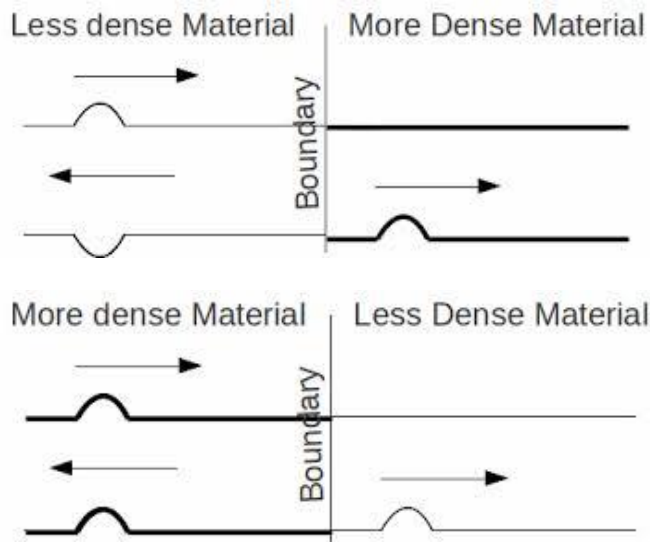 Less dense Material
More Dense Material
Boundary
More dense Material
Less Dense Material
Boundary